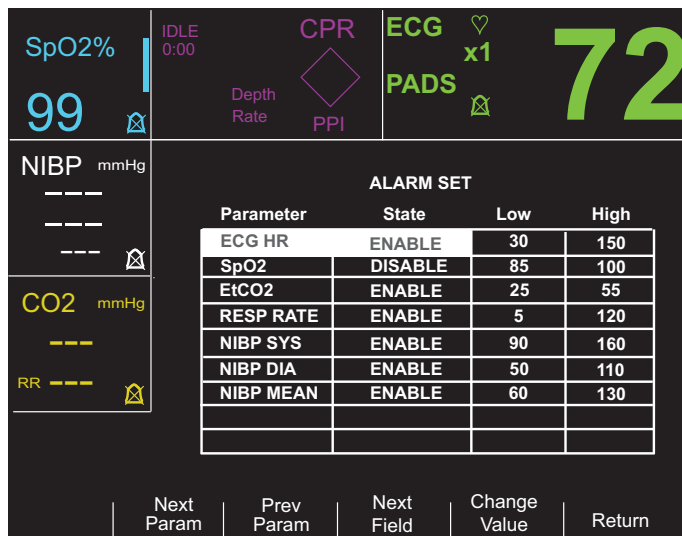 SpO2%
99
IDLE
0:00
CPR
Depth
Rate
PPI
ECG
x1
PADS
72
NIBP mmHg
---
---
---
CO2 mmHg
---
RR ---
ALARM SET
Parameter State Low High
ECG HR ENABLE 30 150
SpO2 DISABLE 85 100
EtCO2 ENABLE 25 55
RESP RATE ENABLE 5 120
NIBP SYS ENABLE 90 160
NIBP DIA ENABLE 50 110
NIBP MEAN ENABLE 60 130
Next Param
Prev Param
Next Field
Change Value
Return